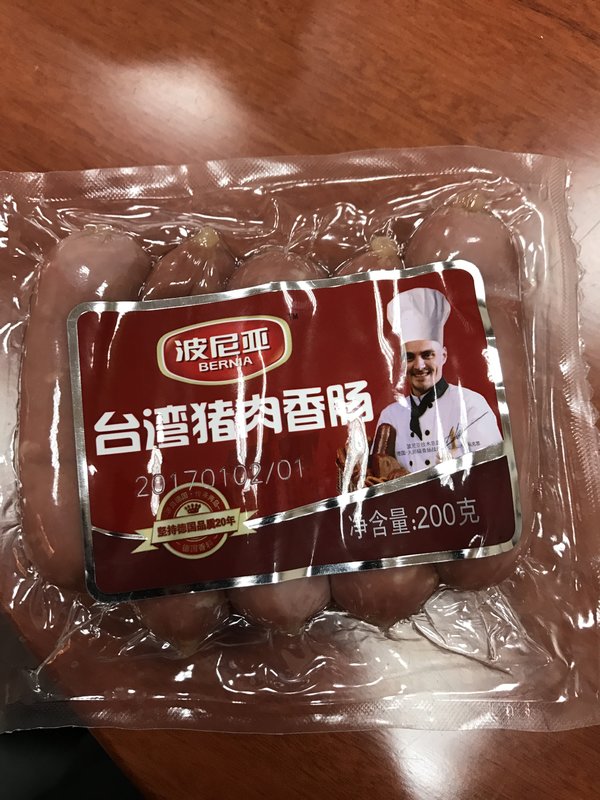 波尼亚
BERNIA
TM
台湾猪肉香肠
20170102/01
坚持德国品质20年
净含量:200克